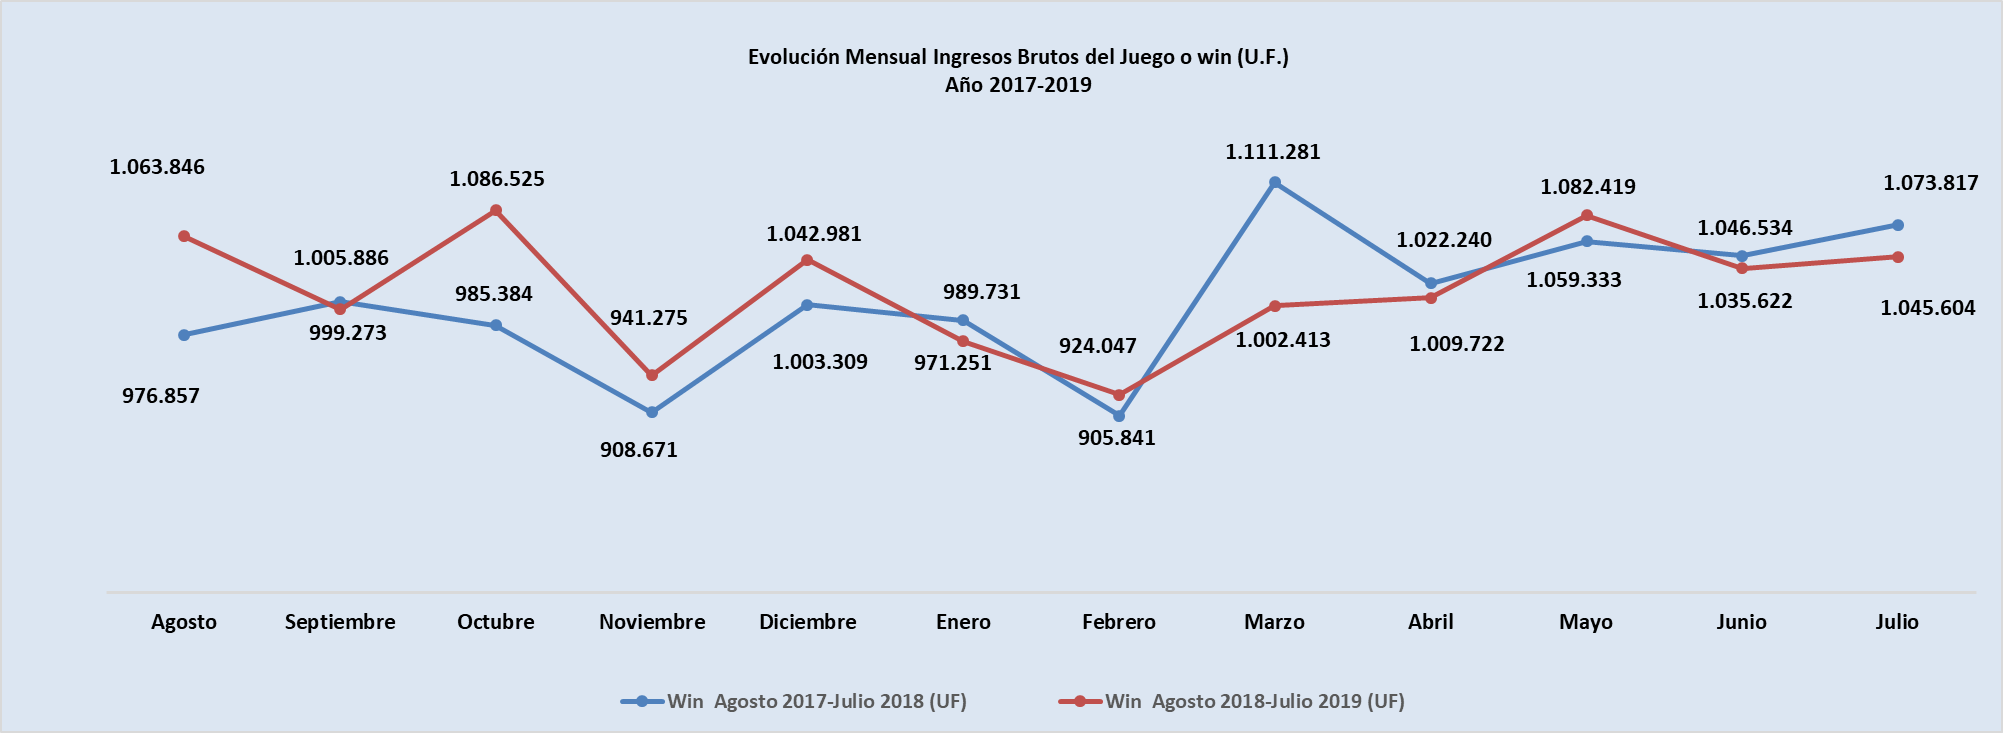 Evolución Mensual Ingresos Brutos del Juego o win (U.F.)
Año 2017-2019
1.063.846
1.005.886
1.086.525
941.275
1.042.981
989.731
924.047
1.111.281
1.022.240
1.082.419
1.046.534
1.073.817
976.857
999.273
985.384
908.671
1.003.309
971.251
905.841
1.002.413
1.009.722
1.059.333
1.035.622
1.045.604
Agosto
Septiembre
Octubre
Noviembre
Diciembre
Enero
Febrero
Marzo
Abril
Mayo
Junio
Julio
Win  Agosto 2017-Julio 2018 (UF)
Win  Agosto 2018-Julio 2019 (UF)